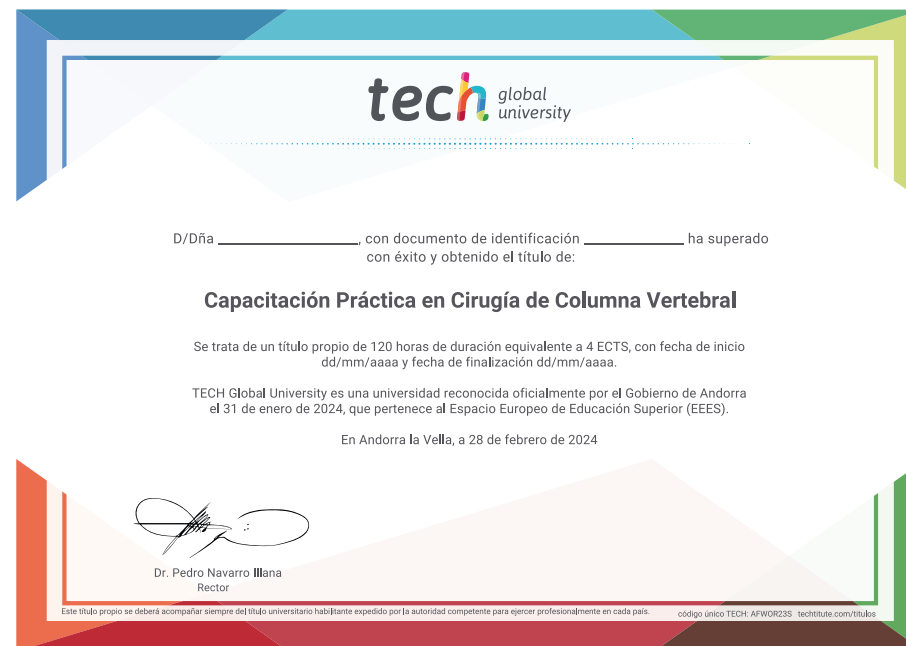 tech global
university
D/Dña ______________, con documento de identificación __________ ha superado
con éxito y obtenido el título de:
Capacitación Práctica en Cirugía de Columna Vertebral
Se trata de un título propio de 120 horas de duración equivalente a 4 ECTS, con fecha de inicio
dd/mm/aaaa y fecha de finalización dd/mm/aaaa.
TECH Global University es una universidad reconocida oficialmente por el Gobierno de Andorra
el 31 de enero de 2024, que pertenece al Espacio Europeo de Educación Superior (EEES).
En Andorra la Vella, a 28 de febrero de 2024
Dr. Pedro Navarro Illana
Rector
Este título propio se deberá acompañar siempre del título universitario habilitante expedido por la autoridad competente para ejercer profesionalmente en cada país.
código único TECH: AFWOR23S techtitute.com/titulos